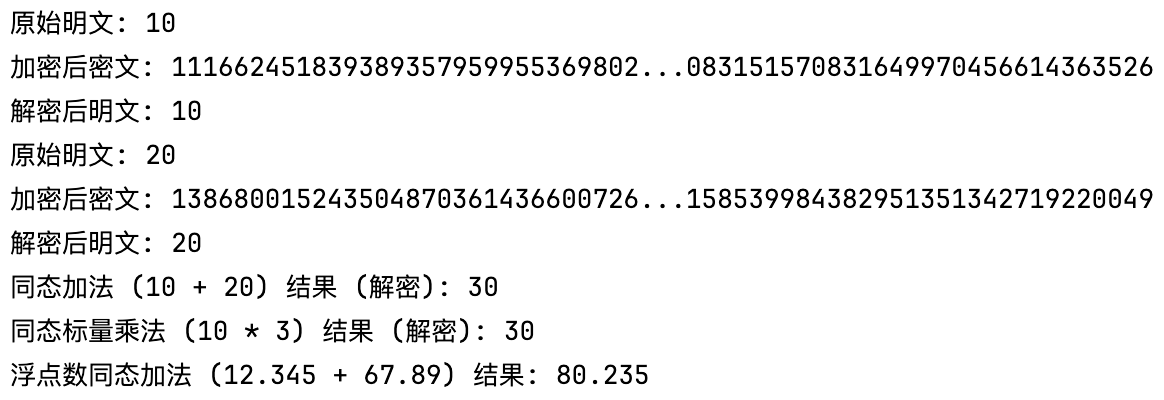 原始明文: 10
加密后密文: 111662451839389357959955369802...083151570831649970456614363526
解密后明文: 10
原始明文: 20
加密后密文: 138680015243504870361436600726...158539984382951351342719220049
解密后明文: 20
同态加法 (10 + 20) 结果 (解密): 30
同态标量乘法 (10 * 3) 结果 (解密): 30
浮点数同态加法 (12.345 + 67.89) 结果: 80.235